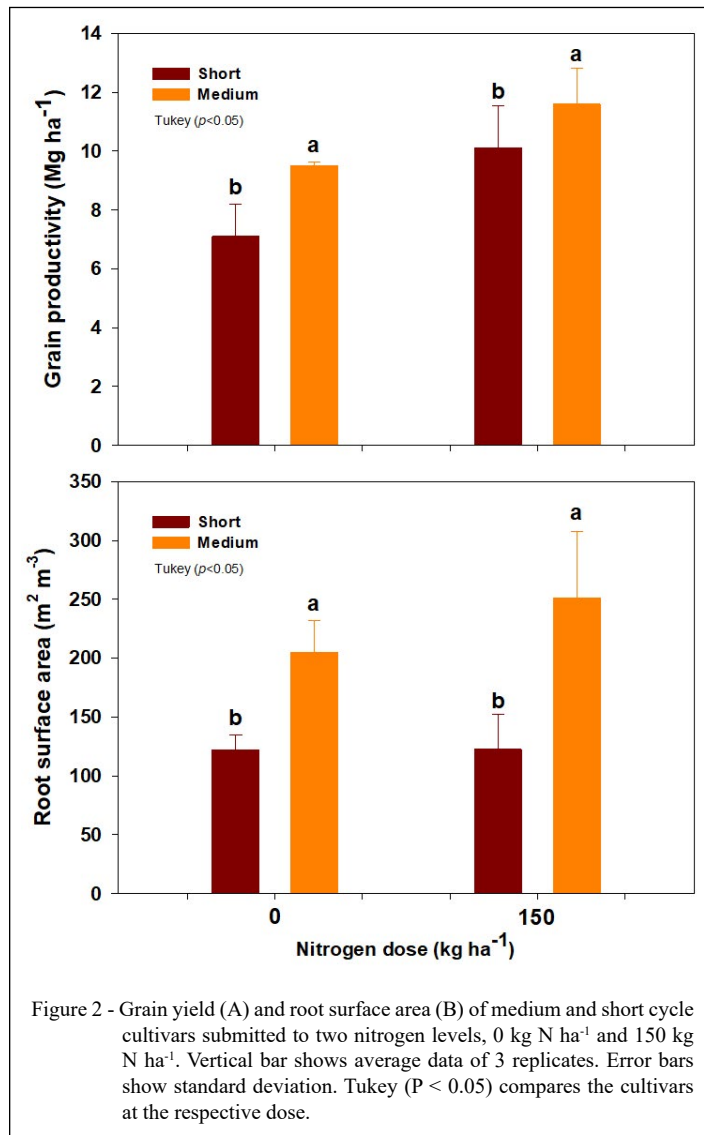 14
12
10
8
6
4
2
0
Grain productivity (Mg ha⁻¹)
Short
Medium
Tukey (p<0.05)
b
a
b
a
350
300
250
200
150
100
50
0
Root surface area (m² m⁻³)
Short
Medium
Tukey (p<0.05)
b
a
b
a
0
150
Nitrogen dose (kg ha⁻¹)
Figure 2 - Grain yield (A) and root surface area (B) of medium and short cycle
cultivars submitted to two nitrogen levels, 0 kg N ha⁻¹ and 150 kg
N ha⁻¹. Vertical bar shows average data of 3 replicates. Error bars
show standard deviation. Tukey (P < 0.05) compares the cultivars
at the respective dose.